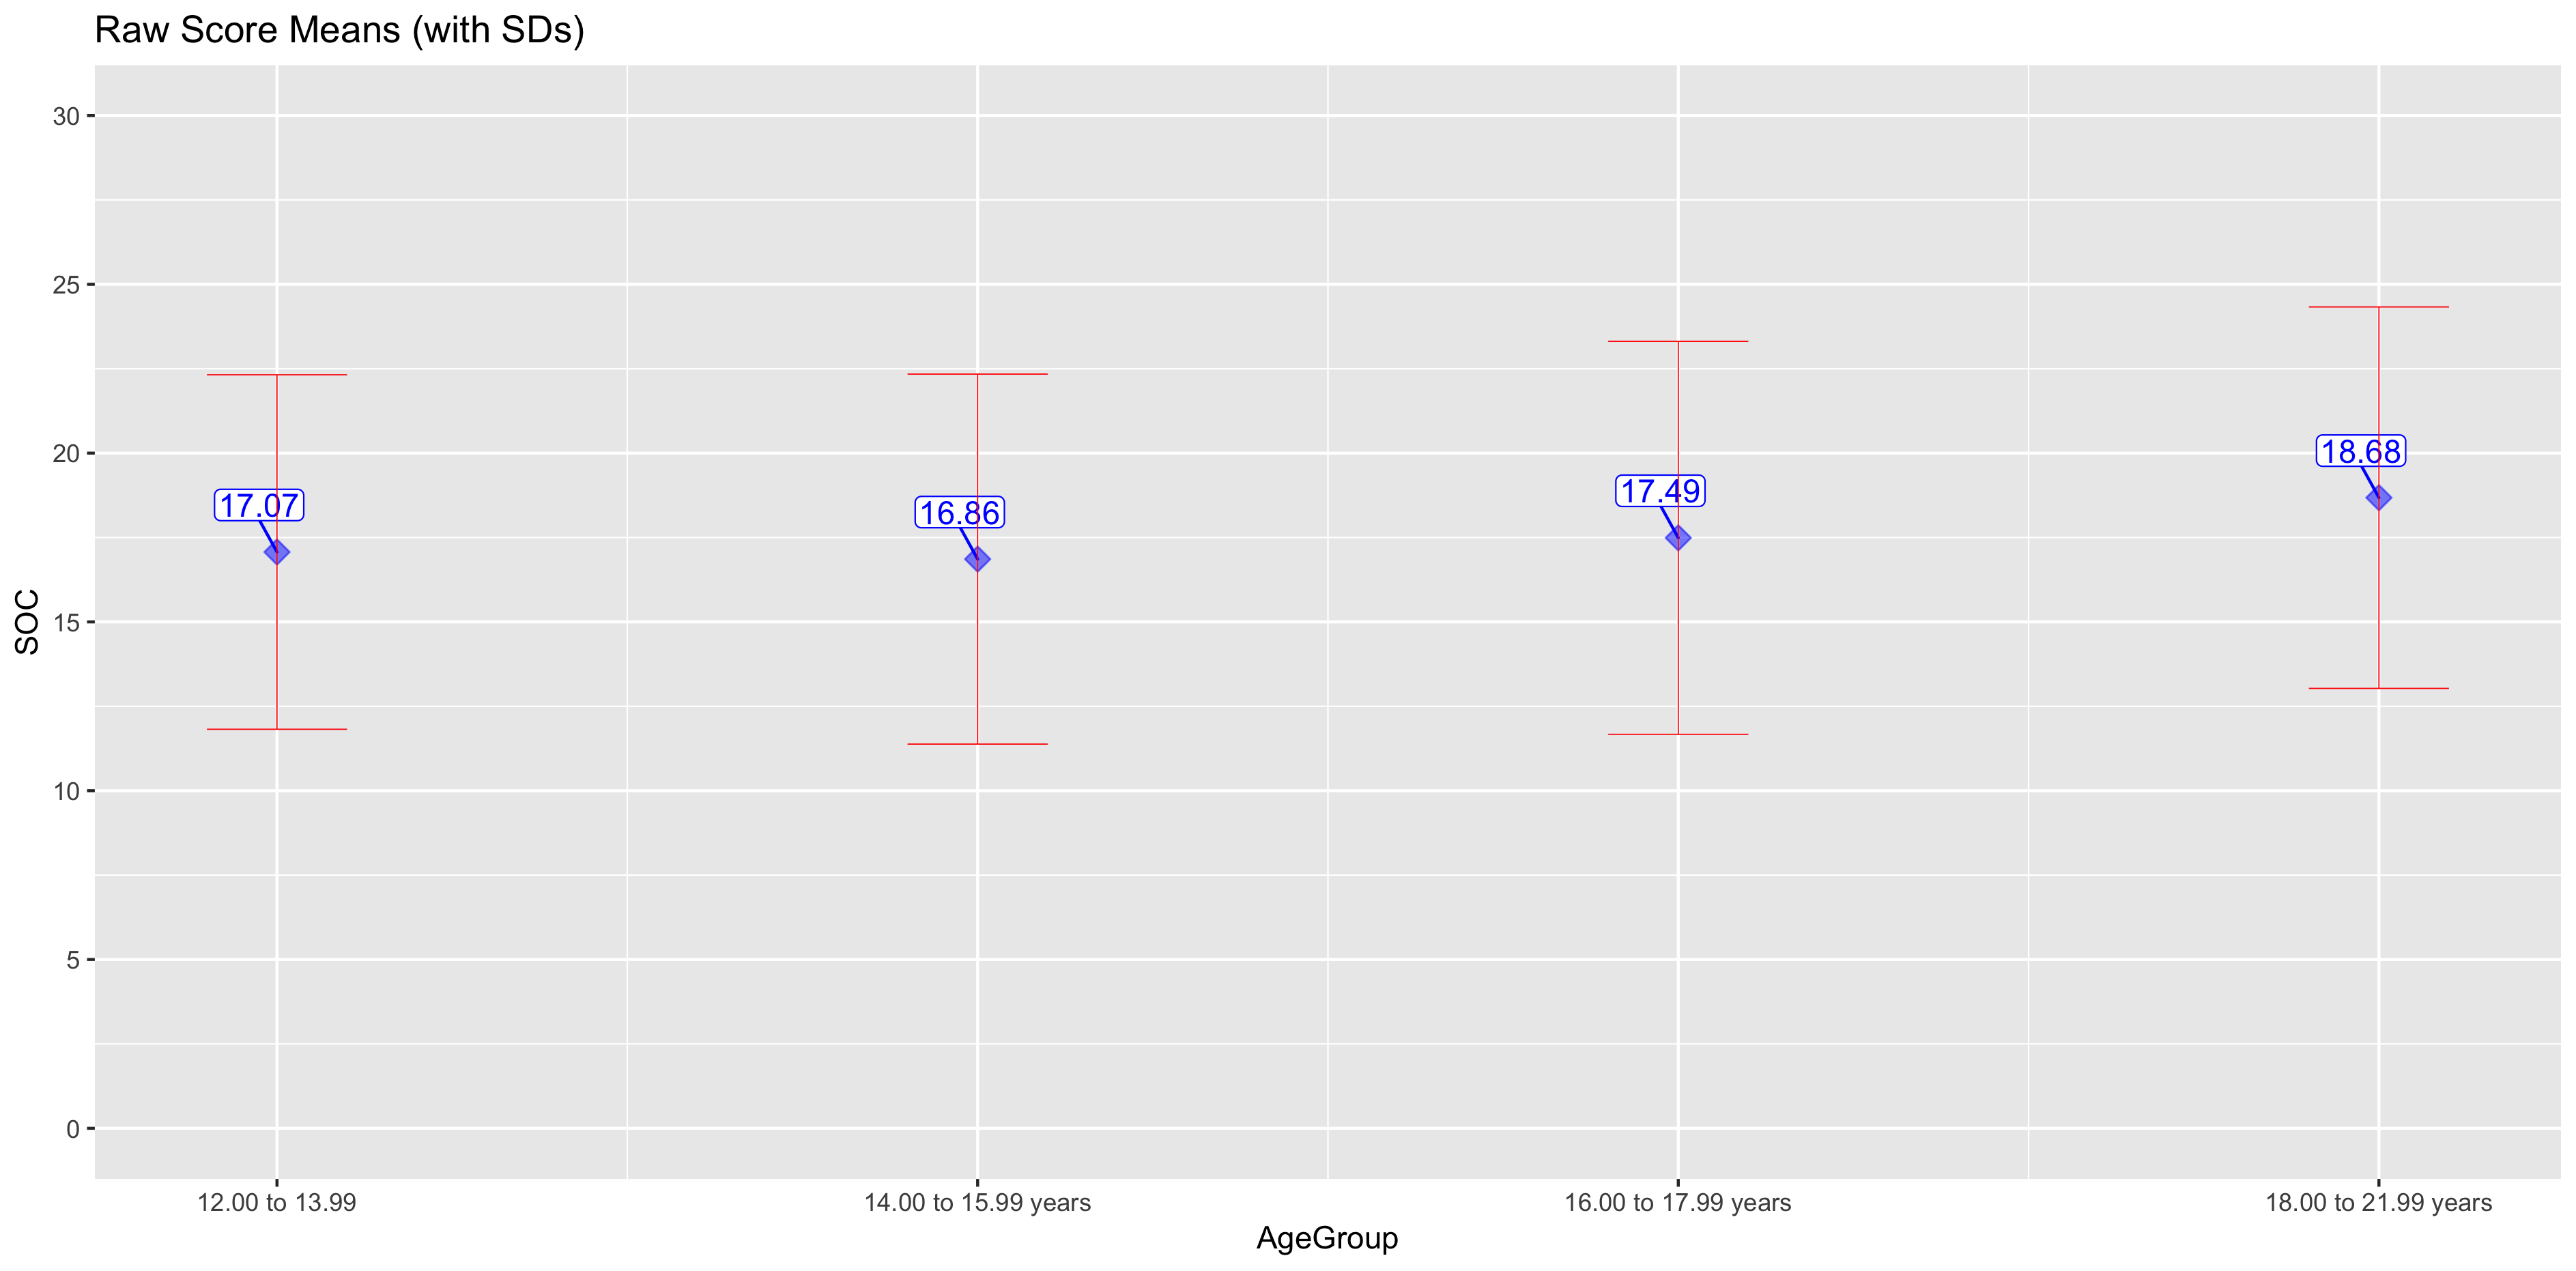 Raw Score Means (with SDs)
30
25
20
15
10
5
0
SOC
17.07
16.86
17.49
18.68
12.00 to 13.99
14.00 to 15.99 years
16.00 to 17.99 years
18.00 to 21.99 years
AgeGroup